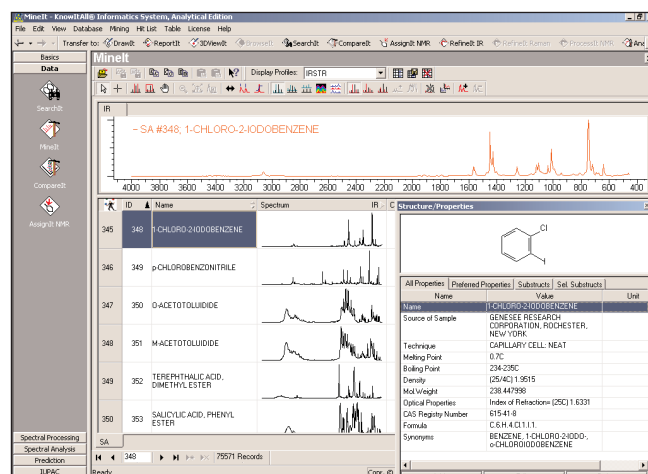 MineIt - KnowItAll® Informatics System, Analytical Edition
File Edit View Database Mining Hit List Table License Help
Transfer to: DrawIt ReportIt 3DViewIt BrowseIt SearchIt CompareIt AssignIt NMR RefineIt IR RefineIt Raman ProcessIt NMR
Basics
Data
SearchIt
MineIt
CompareIt
AssignIt NMR
Spectral Processing
Spectral Analysis
Prediction
IUPAC
MineIt
Display Profiles: IRSTR
IR
- SA #348; 1-CHLORO-2-IODOBENZENE
4000 3800 3600 3400 3200 3000 2800 2600 2400 2200 2000 1800 1600 1400 1200 1000 800 600 400
ID Name Spectrum IR C
345 348 1-CHLORO-2-IODOBENZENE
346 349 p-CHLOROBENZONITRILE
347 350 O-ACETOTOLUIDIDE
348 351 M-ACETOTOLUIDIDE
349 352 TEREPHTHALIC ACID,
DIMETHYL ESTER
350 353 SALICYLIC ACID, PHENYL
ESTER
SA
348 75571 Records
Ready
Copr. ©
Structure/Properties
Cl
I
All Properties Preferred Properties Substructs Sel. Substructs
Name Value Unit
Name 1-CHLORO-2-IODOBENZENE
Source of Sample GENESEE RESEARCH
CORPORATION, ROCHESTER,
NEW YORK
Technique CAPILLARY CELL: NEAT
Melting Point 0.7C
Boiling Point 234-235C
Density (25/4C) 1.9515
Mol.Weight 238.447998
Optical Properties Index of Refraction= (25C) 1.6331
CAS Registry Number 615-41-8
Formula C.6.H.4.Cl.1.I.1.
Synonyms BENZENE, 1-CHLORO-2-IODO-,
o-CHLOROIODOBENZENE